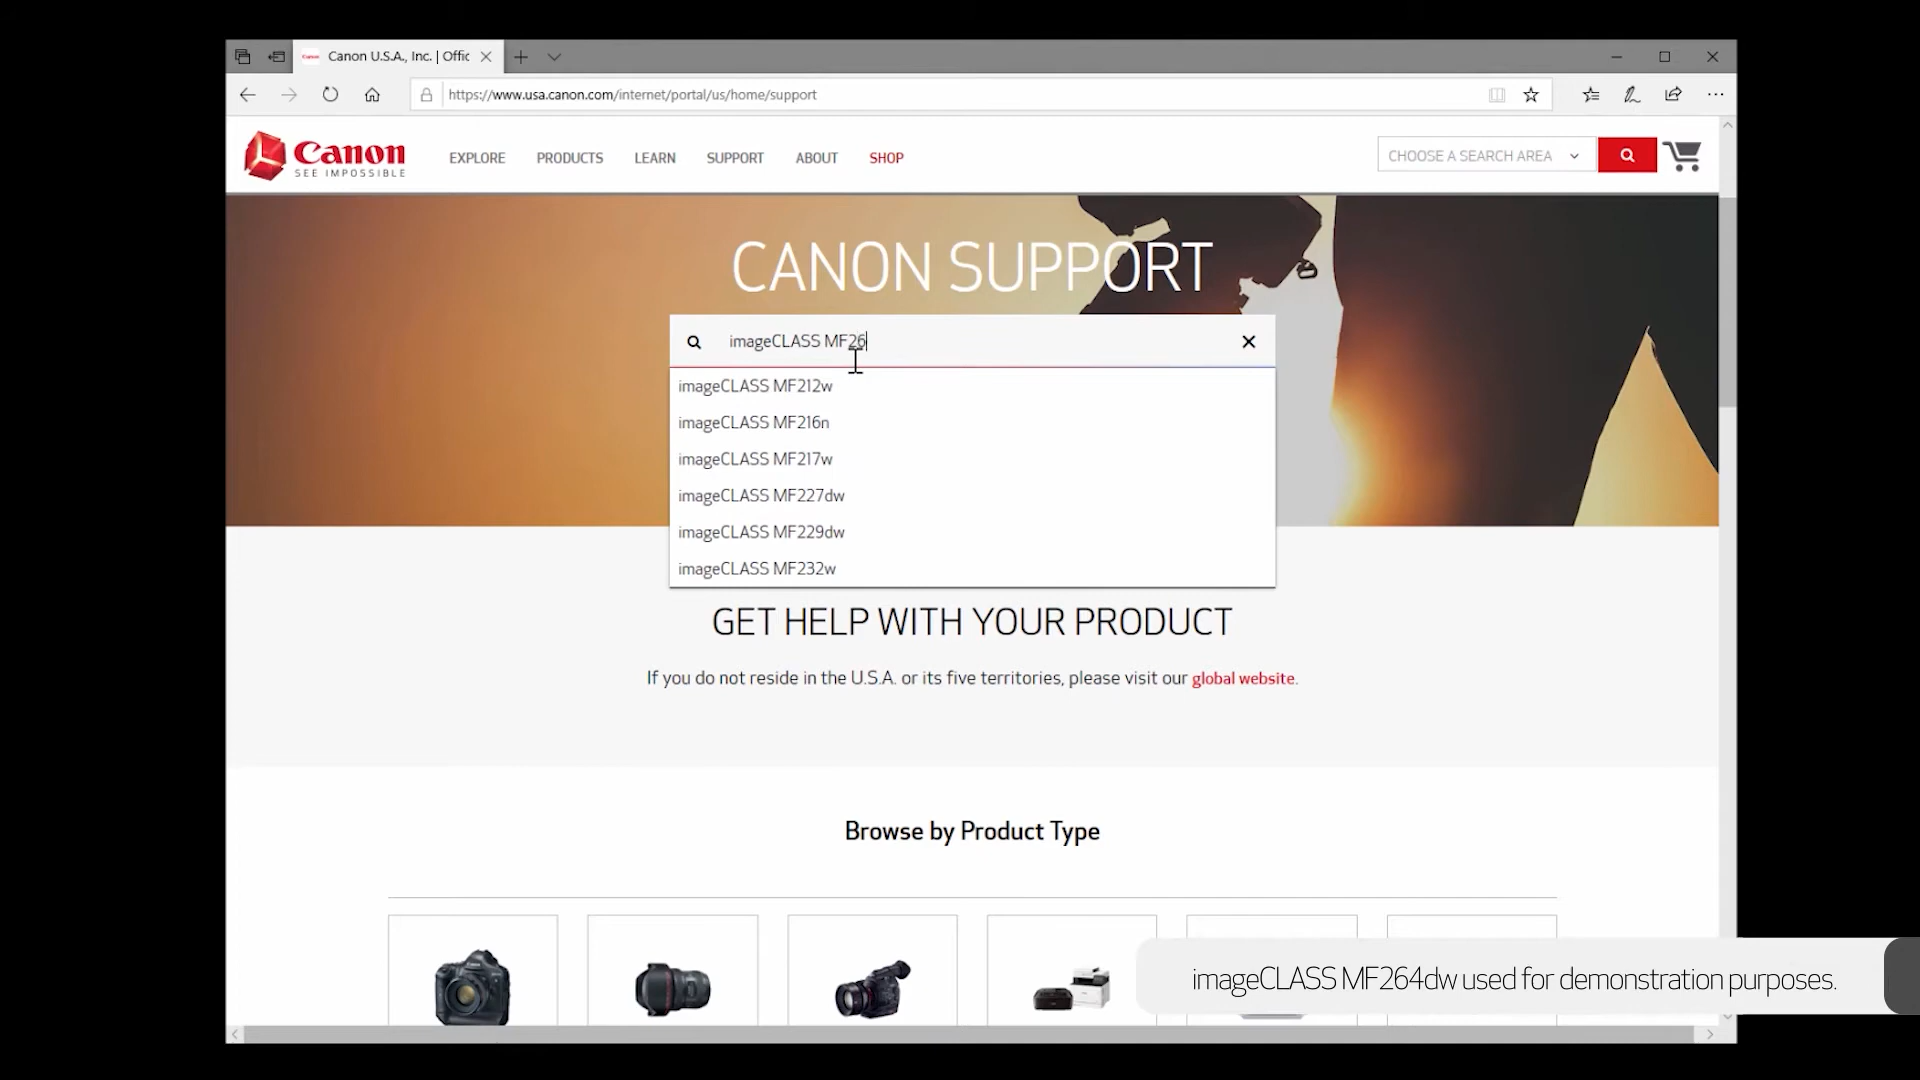 Canon U.S.A., Inc. | Offic
https://www.usa.canon.com/internet/portal/us/home/support
Canon
SEE IMPOSSIBLE
EXPLORE
PRODUCTS
LEARN
SUPPORT
ABOUT
SHOP
CHOOSE A SEARCH AREA
CANON SUPPORT
imageCLASS MF26
imageCLASS MF212w
imageCLASS MF216n
imageCLASS MF217w
imageCLASS MF227dw
imageCLASS MF229dw
imageCLASS MF232w
GET HELP WITH YOUR PRODUCT
If you do not reside in the U.S.A. or its five territories, please visit our global website.
Browse by Product Type
imageCLASS MF264dw used for demonstration purposes.